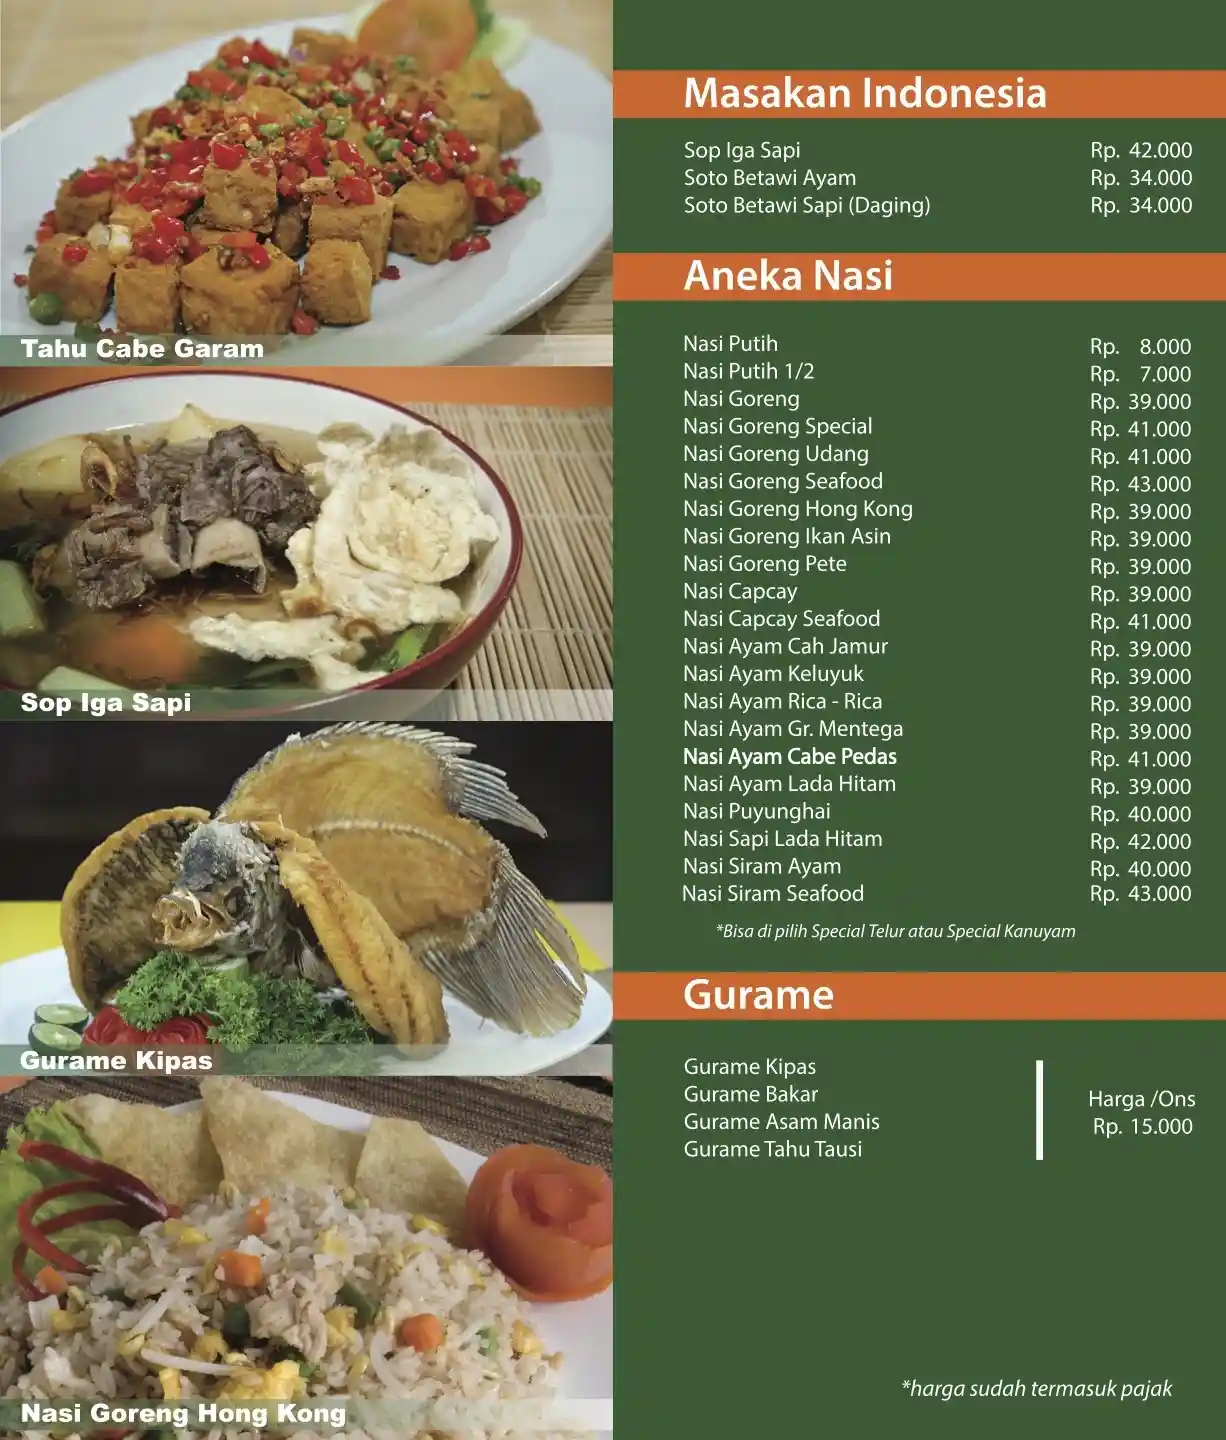 Tahu Cabe Garam
Sop Iga Sapi
Gurame Kipas
Nasi Goreng Hong Kong
Masakan Indonesia
Sop Iga Sapi Rp. 42.000
Soto Betawi Ayam Rp. 34.000
Soto Betawi Sapi (Daging) Rp. 34.000
Aneka Nasi
Nasi Putih Rp. 8.000
Nasi Putih 1/2 Rp. 7.000
Nasi Goreng Rp. 39.000
Nasi Goreng Special Rp. 41.000
Nasi Goreng Udang Rp. 41.000
Nasi Goreng Seafood Rp. 43.000
Nasi Goreng Hong Kong Rp. 39.000
Nasi Goreng Ikan Asin Rp. 39.000
Nasi Goreng Pete Rp. 39.000
Nasi Capcay Rp. 39.000
Nasi Capcay Seafood Rp. 41.000
Nasi Ayam Cah Jamur Rp. 39.000
Nasi Ayam Keluyuk Rp. 39.000
Nasi Ayam Rica - Rica Rp. 39.000
Nasi Ayam Gr. Mentega Rp. 39.000
Nasi Ayam Cabe Pedas Rp. 41.000
Nasi Ayam Lada Hitam Rp. 39.000
Nasi Puyunghai Rp. 40.000
Nasi Sapi Lada Hitam Rp. 42.000
Nasi Siram Ayam Rp. 40.000
Nasi Siram Seafood Rp. 43.000
*Bisa di pilih Special Telur atau Special Kanuyam
Gurame
Gurame Kipas
Gurame Bakar
Gurame Asam Manis
Gurame Tahu Tausi
Harga /Ons
Rp. 15.000
*harga sudah termasuk pajak